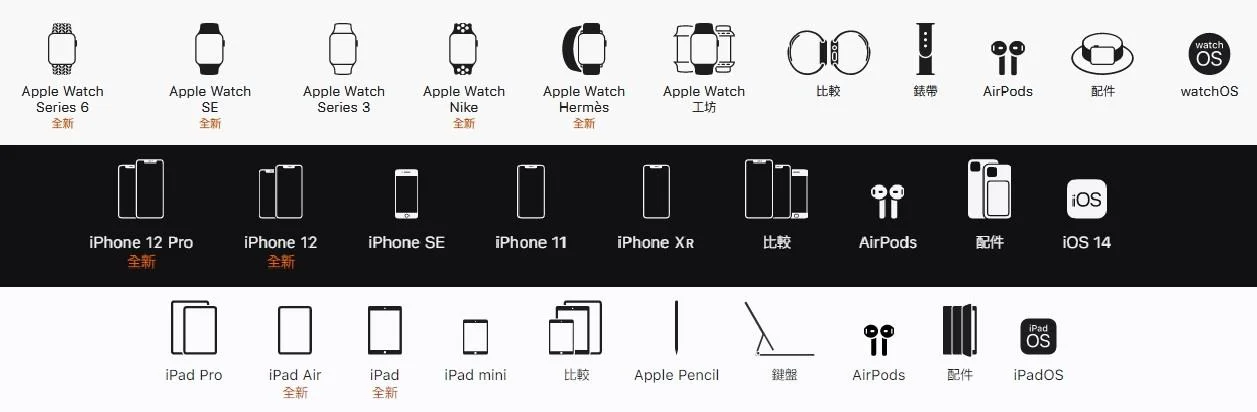 watch
OS
Apple Watch
Series 6
全新
Apple Watch
SE
全新
Apple Watch
Series 3
Apple Watch
Nike
全新
Apple Watch
Hermès
全新
Apple Watch
工坊
比較
錶帶
AirPods
配件
watchOS
iOS
iPhone 12 Pro
全新
iPhone 12
全新
iPhone SE
iPhone 11
iPhone XR
比較
AirPods
配件
iOS 14
iPad
OS
iPad Pro
iPad Air
全新
iPad
全新
iPad mini
比較
Apple Pencil
鍵盤
AirPods
配件
iPadOS